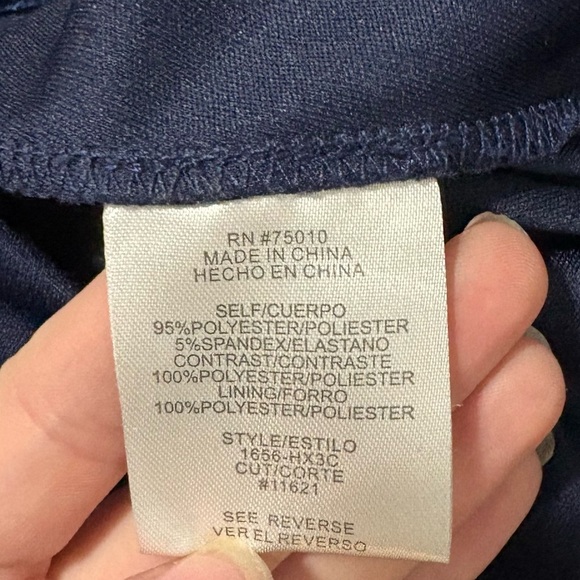 RN #75010
MADE IN CHINA
HECHO EN CHINA
SELF/CUERPO
95%POLYESTER/POLIESTER
5%SPANDEX/ELASTANO
CONTRAST/CONTRASTE
100%POLYESTER/POLIESTER
LINING/FORRO
100%POLYESTER/POLIESTER
STYLE/ESTILO
1656-HX3C
CUT/CORTE
#11621
SEE REVERSE
VER EL REVERSO